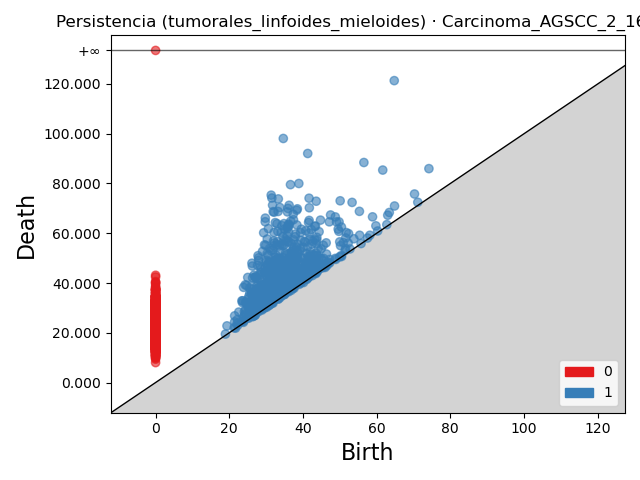 Persistencia (tumorales_linfoides_mieloides) · Carcinoma_AGSCC_2_16
+∞
120.000
100.000
80.000
60.000
40.000
20.000
0.000
Death
0
1
0 20 40 60 80 100 120
Birth